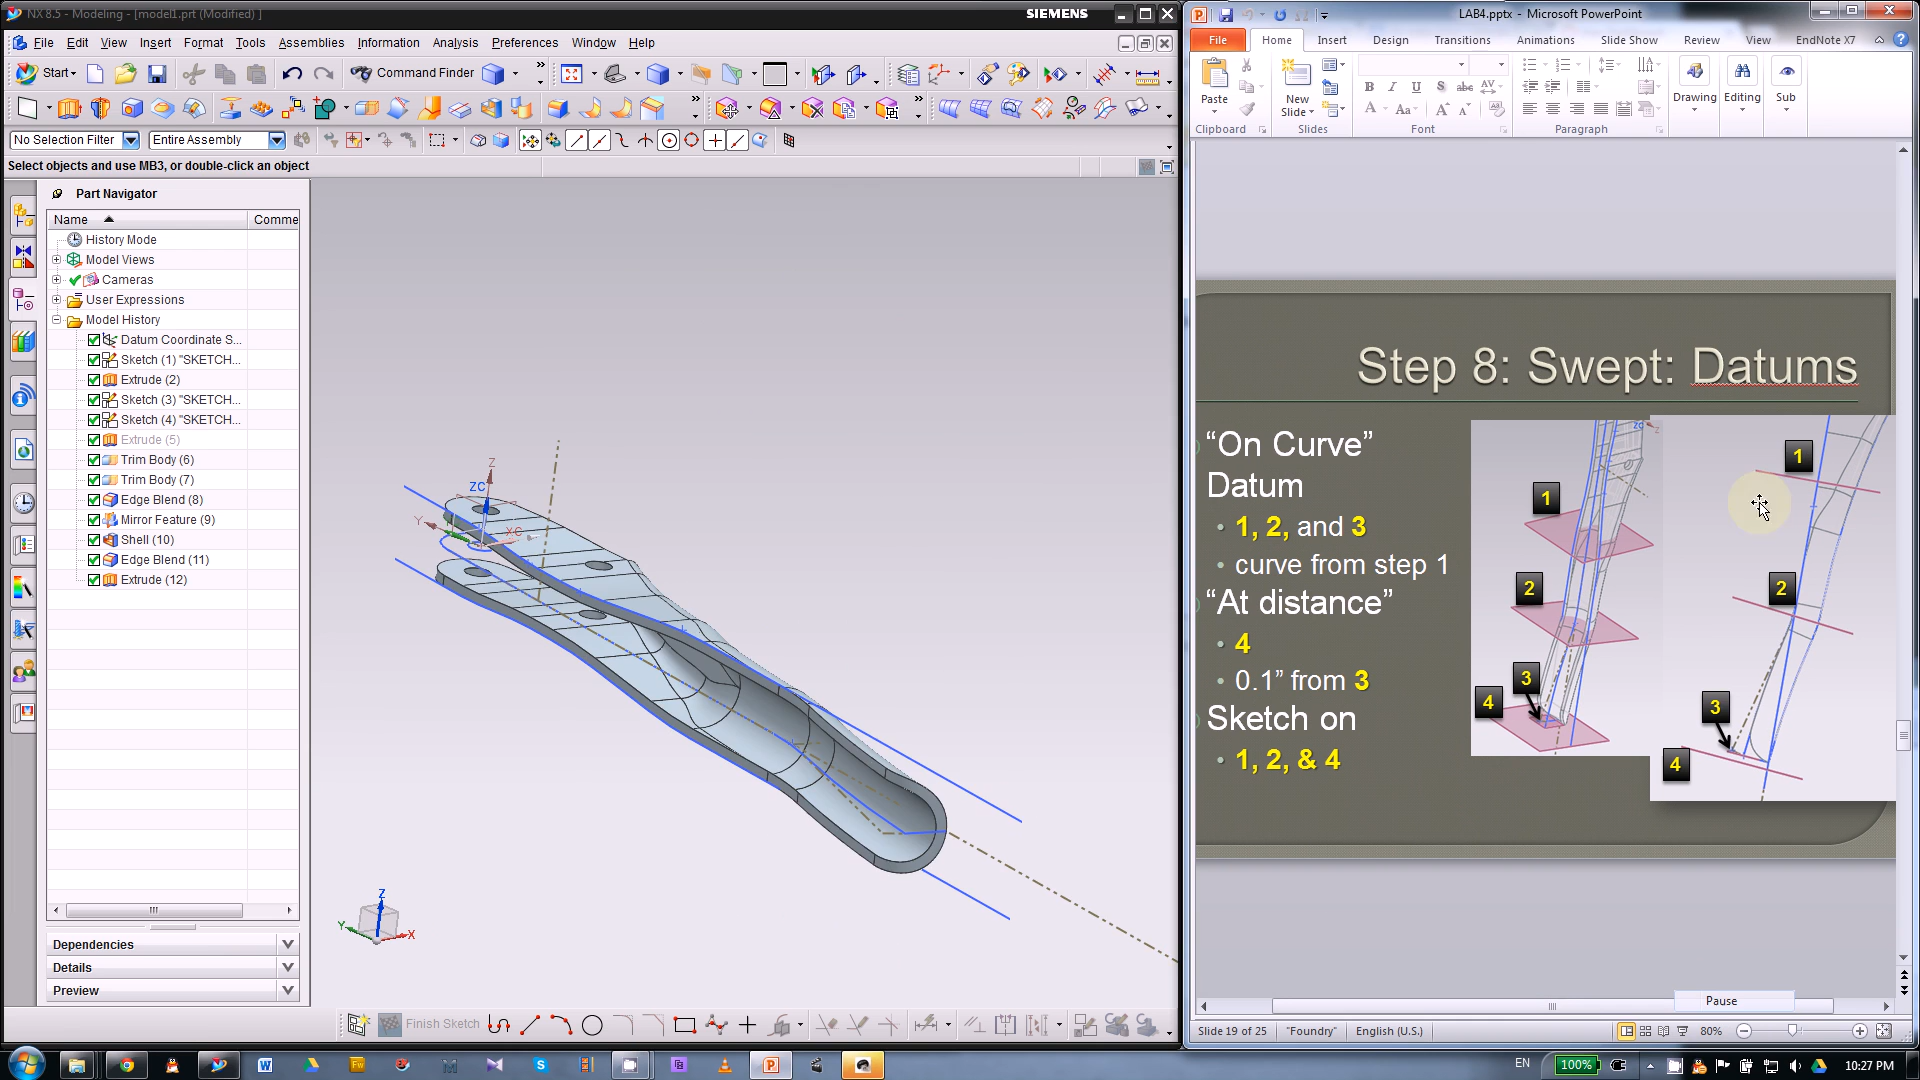 NX 8.5 - Modeling - [model1.prt (Modified) ]
SIEMENS
File Edit View Insert Format Tools Assemblies Information Analysis Preferences Window Help
Start
Command Finder
No Selection Filter
Entire Assembly
Select objects and use MB3, or double-click an object
Part Navigator
Name
Comme
History Mode
Model Views
Cameras
User Expressions
Model History
Datum Coordinate S...
Sketch (1) "SKETCH...
Extrude (2)
Sketch (3) "SKETCH...
Sketch (4) "SKETCH...
Extrude (5)
Trim Body (6)
Trim Body (7)
Edge Blend (8)
Mirror Feature (9)
Shell (10)
Edge Blend (11)
Extrude (12)
Dependencies
Details
Preview
Z
ZC
Y
XC
Z
Y
X
Finish Sketch
LAB4.pptx - Microsoft PowerPoint
File Home Insert Design Transitions Animations Slide Show Review View EndNote X7
Paste
New
Slide
Drawing
Editing
Sub
Clipboard
Slides
Font
Paragraph
Step 8: Swept: Datums
“On Curve”
Datum
• 1, 2, and 3
• curve from step 1
“At distance”
• 4
• 0.1” from 3
Sketch on
• 1, 2, & 4
1
2
3
4
1
2
3
4
Pause
Slide 19 of 25
"Foundry"
English (U.S.)
80%
EN
100%
10:27 PM